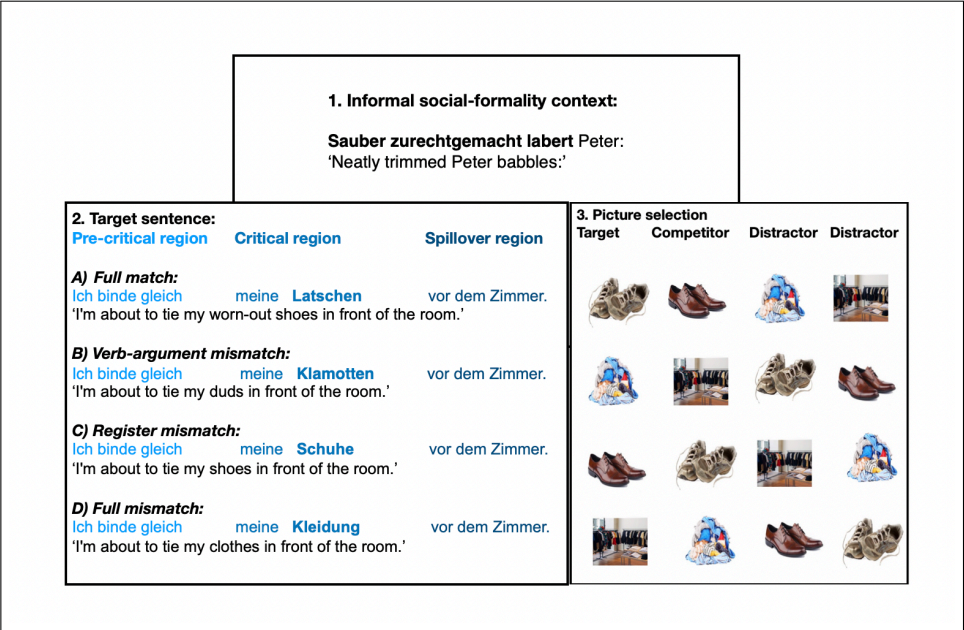 1. Informal social-formality context:
Sauber zurechtgemacht labert Peter:
‘Neatly trimmed Peter babbles:’
2. Target sentence:
Pre-critical region Critical region Spillover region
A) Full match:
Ich binde gleich meine Latschen vor dem Zimmer.
‘I'm about to tie my worn-out shoes in front of the room.’
B) Verb-argument mismatch:
Ich binde gleich meine Klamotten vor dem Zimmer.
‘I'm about to tie my duds in front of the room.’
C) Register mismatch:
Ich binde gleich meine Schuhe vor dem Zimmer.
‘I'm about to tie my shoes in front of the room.’
D) Full mismatch:
Ich binde gleich meine Kleidung vor dem Zimmer.
‘I'm about to tie my clothes in front of the room.’
3. Picture selection
Target Competitor Distractor Distractor